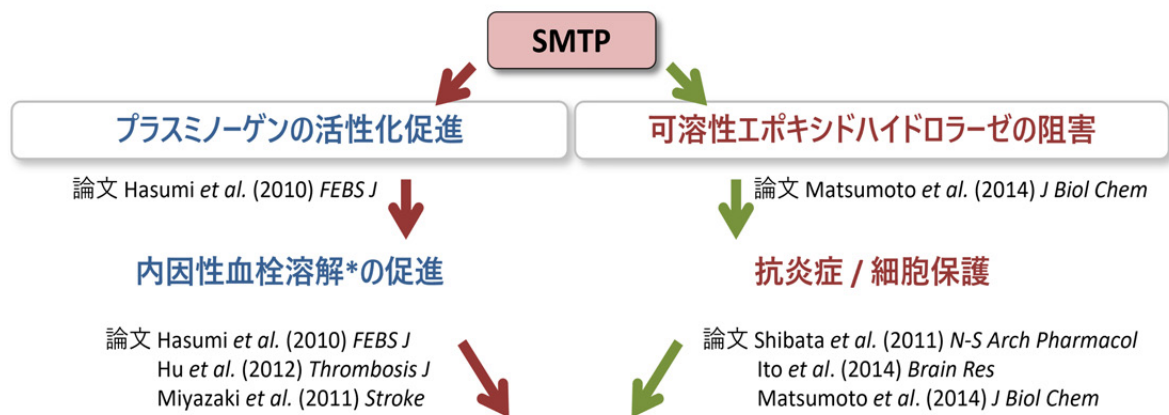 SMTP
プラスミノーゲンの活性化促進
可溶性エポキシドハイドロラーゼの阻害
論文 Hasumi et al. (2010) FEBS J
論文 Matsumoto et al. (2014) J Biol Chem
内因性血栓溶解*の促進
抗炎症 / 細胞保護
論文 Hasumi et al. (2010) FEBS J
Hu et al. (2012) Thrombosis J
Miyazaki et al. (2011) Stroke
論文 Shibata et al. (2011) N-S Arch Pharmacol
Ito et al. (2014) Brain Res
Matsumoto et al. (2014) J Biol Chem